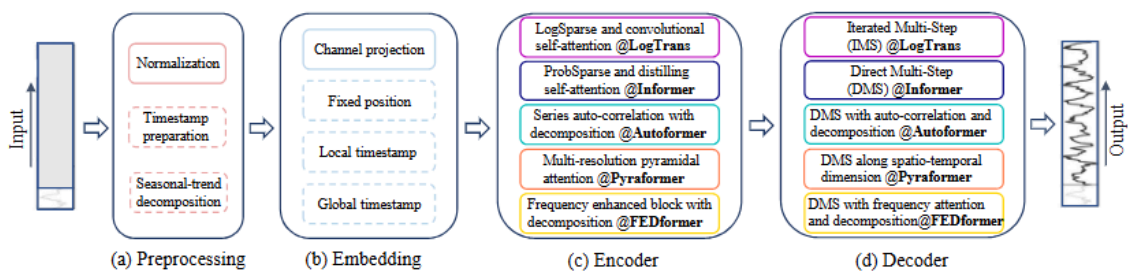 Input
Normalization
Timestamp
preparation
Seasonal-trend
decomposition
(a) Preprocessing
Channel projection
Fixed position
Local timestamp
Global timestamp
(b) Embedding
LogSparse and convolutional
self-attention @LogTrans
ProbSparse and distilling
self-attention @Informer
Series auto-correlation with
decomposition @Autoformer
Multi-resolution pyramidal
attention @Pyraformer
Frequency enhanced block with
decomposition @FEDformer
(c) Encoder
Iterated Multi-Step
(IMS) @LogTrans
Direct Multi-Step
(DMS) @Informer
DMS with auto-correlation and
decomposition @Autoformer
DMS along spatio-temporal
dimension @Pyraformer
DMS with frequency attention
and decomposition@FEDformer
(d) Decoder
Output